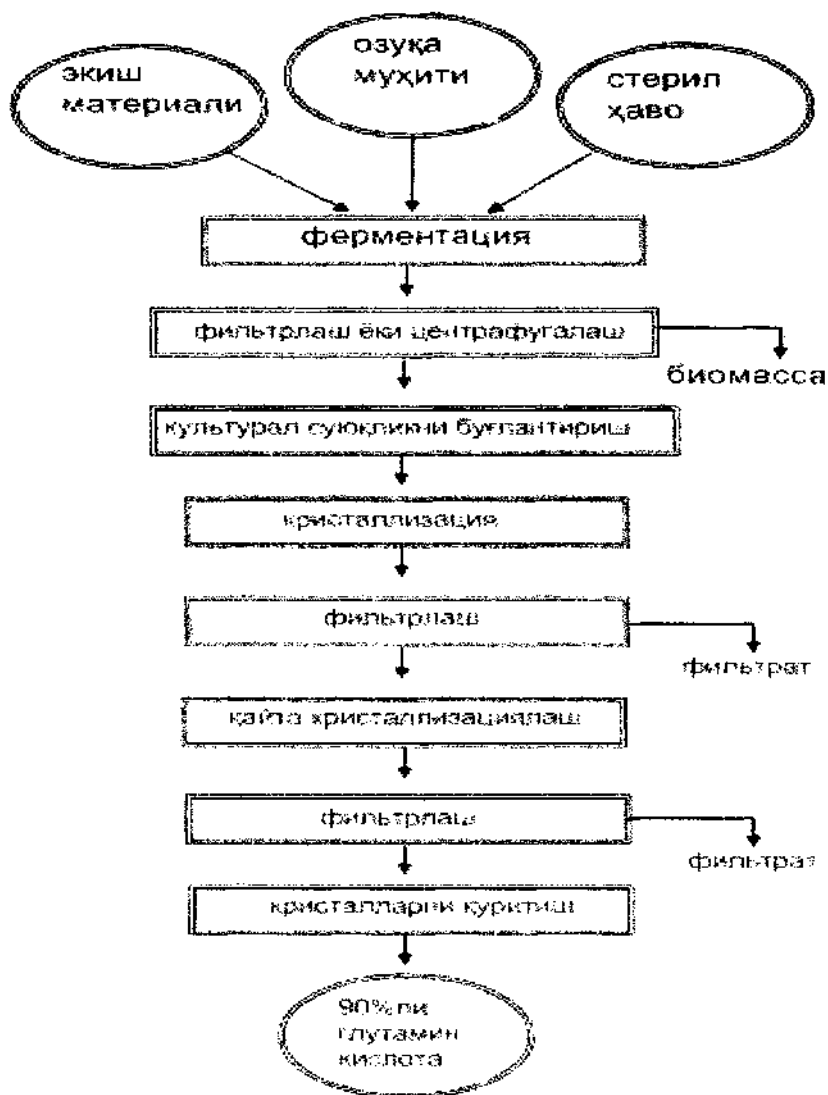 экиш
материали
озуқа
муҳити
стерил
ҳаво
ферментация
фильтрлаш ёки центрафугалаш
биомасса
культурал суюқликни буғлантириш
кристаллизация
фильтрлаш
фильтрат
қайта кристаллизациялаш
фильтрлаш
фильтрат
кристалларни қуритиш
90%ли
глутамин
кислота